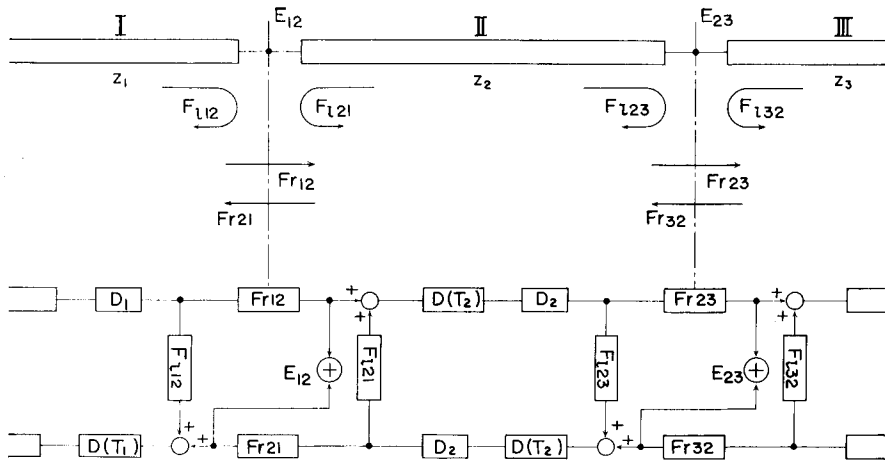 I E12 II E23 III
z1 z2 z3
Fl12 Fl21 Fl23 Fl32
Fr12 Fr23
Fr21 Fr32
D1 Fr12 + + D(T2) D2 Fr23 + +
Fl12 E12 + Fl21 Fl23 E23 + Fl32
D(T1) + + Fr21 D2 D(T2) + + Fr32